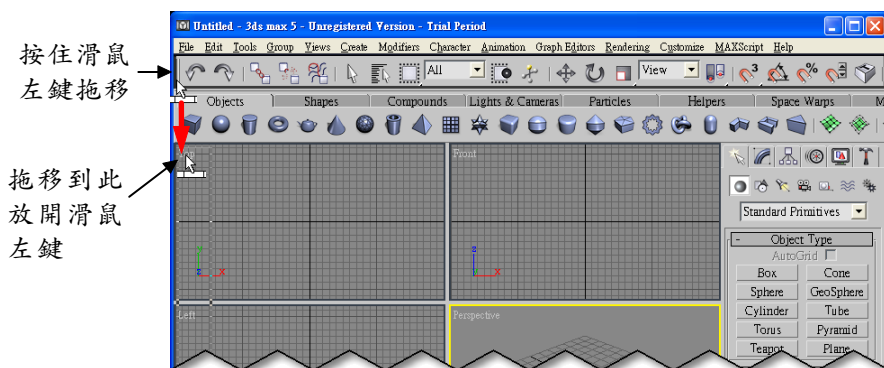 Untitled - 3ds max 5 - Unregistered Version - Trial Period
File Edit Tools Group Views Create Modifiers Character Animation Graph Editors Rendering Customize MAXScript Help
按住滑鼠
左鍵拖移
All
View
Objects Shapes Compounds Lights & Cameras Particles Helpers Space Warps M
拖移到此
放開滑鼠
左鍵
Front
Standard Primitives
- Object Type
AutoGrid
Box Cone
Sphere GeoSphere
Cylinder Tube
Torus Pyramid
Teapot Plane
z
y
z x
x
Left
Perspective